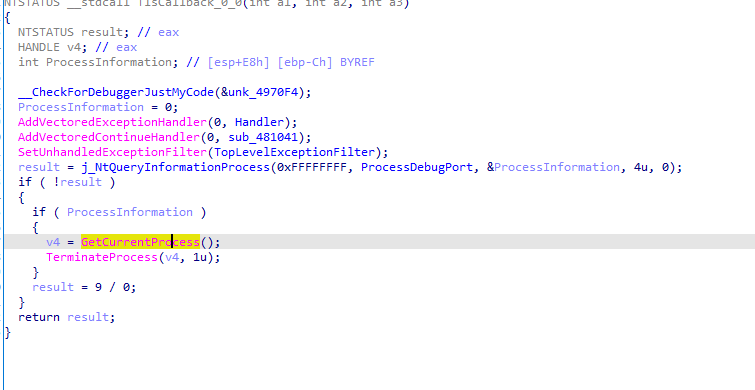 NTSTATUS __stdcall TlsCallback_0_0(int a1, int a2, int a3)
{
NTSTATUS result; // eax
HANDLE v4; // eax
int ProcessInformation; // [esp+E8h] [ebp-Ch] BYREF
__CheckForDebuggerJustMyCode(&unk_4970F4);
ProcessInformation = 0;
AddVectoredExceptionHandler(0, Handler);
AddVectoredContinueHandler(0, sub_481041);
SetUnhandledExceptionFilter(TopLevelExceptionFilter);
result = j_NtQueryInformationProcess(0xFFFFFFFF, ProcessDebugPort, &ProcessInformation, 4u, 0);
if ( !result )
{
if ( ProcessInformation )
{
v4 = GetCurrentProcess();
TerminateProcess(v4, 1u);
}
result = 9 / 0;
}
return result;
}